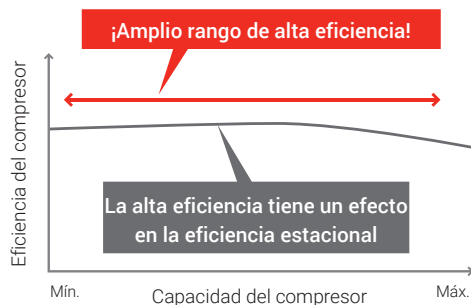 ¡Amplio rango de alta eficiencia!
Eficiencia del compresor
La alta eficiencia tiene un efecto
en la eficiencia estacional
Mín.
Capacidad del compresor
Máx.